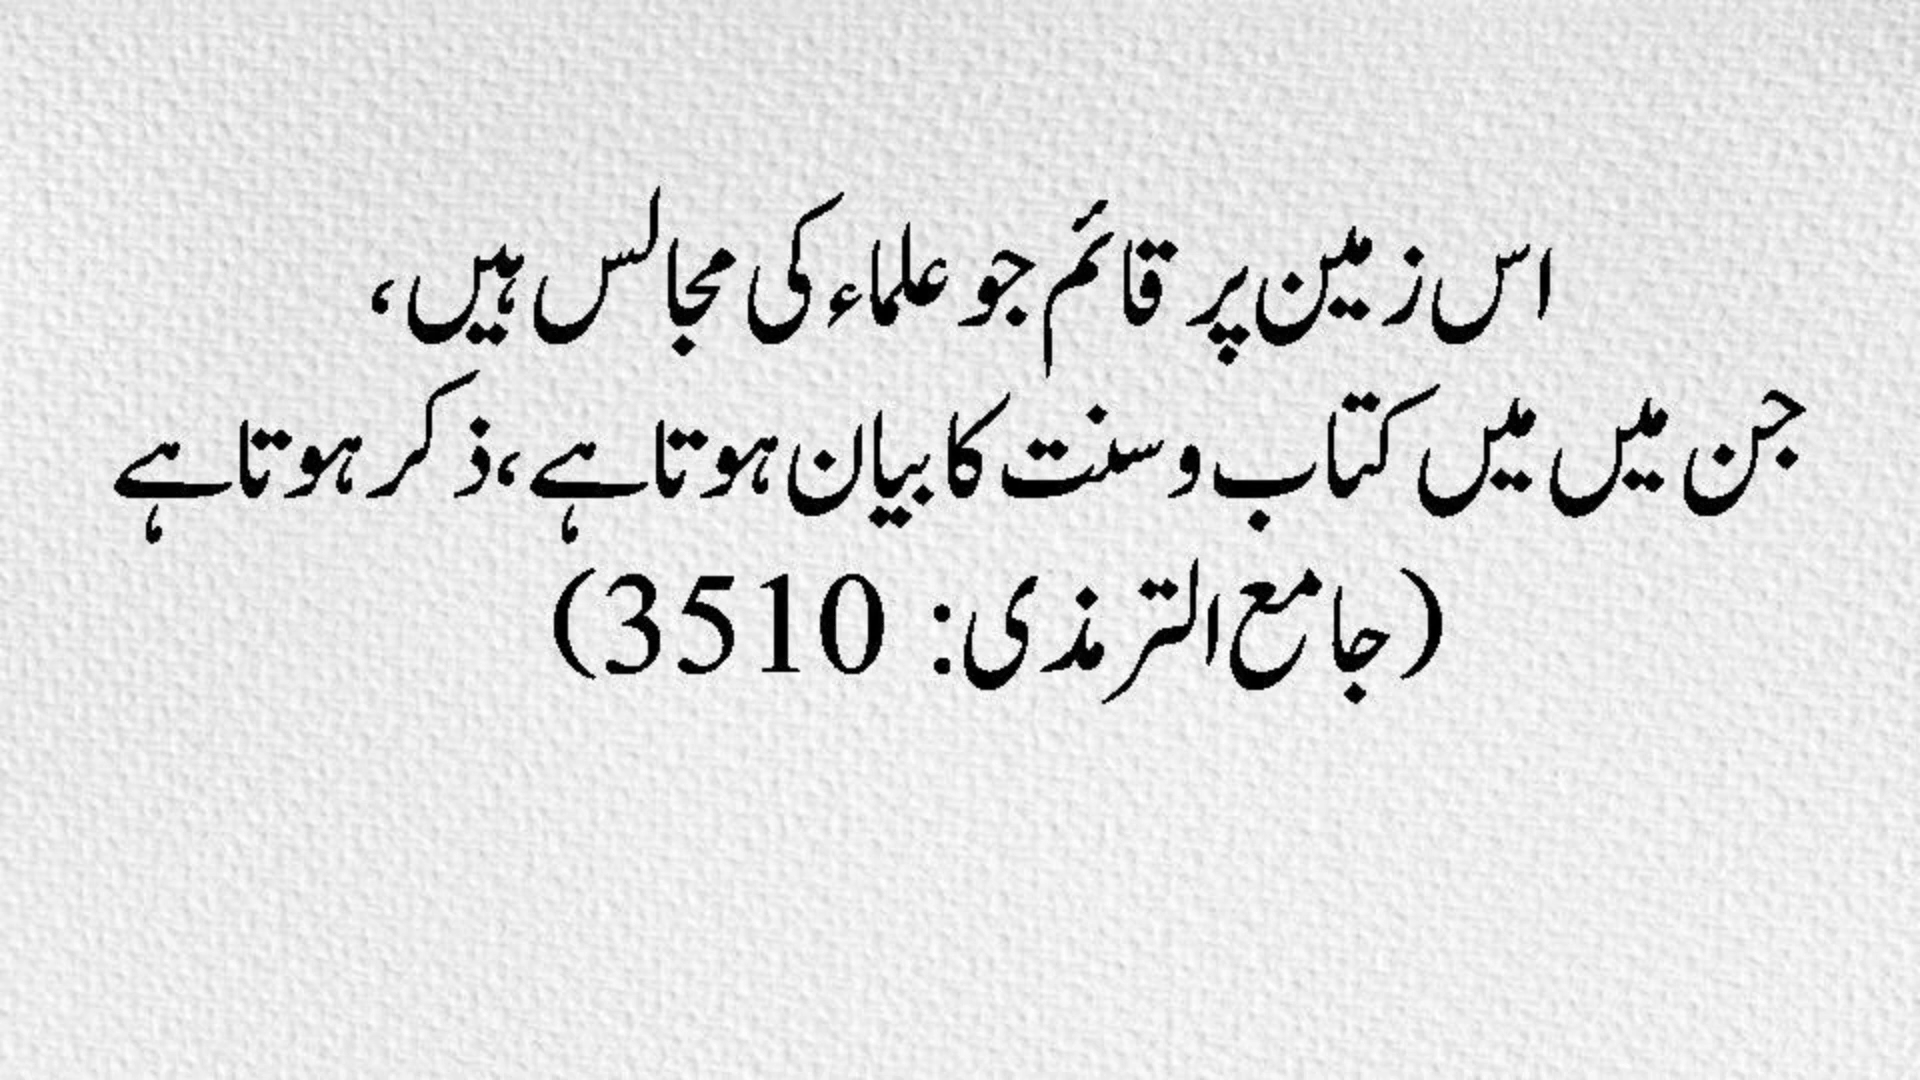 اس زمین پر قائم جو علماء کی مجالس ہیں،
جن میں میں کتاب و سنت کا بیان ہوتا ہے، ذکر ہوتا ہے
(جامع الترمذی: 3510)